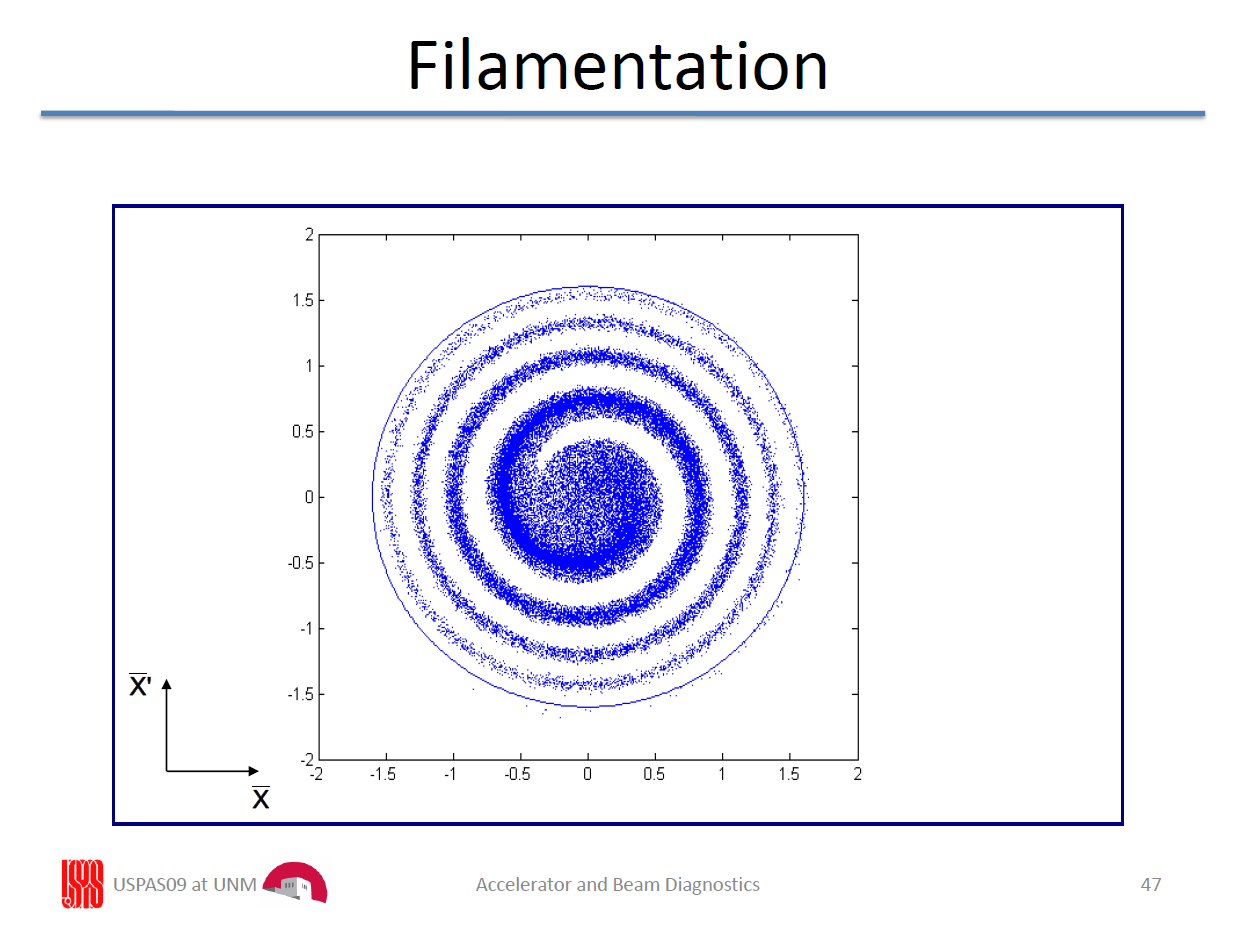 Filamentation
2
1.5
1
0.5
0
-0.5
-1
-1.5
-2
-2 -1.5 -1 -0.5 0 0.5 1 1.5 2
X̅'
X̅
USPAS09 at UNM
Accelerator and Beam Diagnostics
47